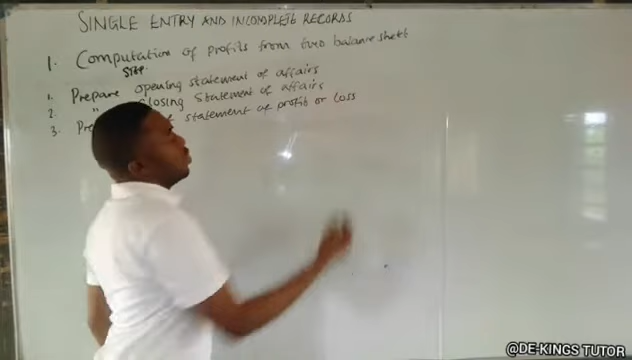 SINGLE ENTRY AND INCOMPLETE RECORDS
1. Computation of profits from two balance sheet
STEP
1. Prepare opening statement of affairs
2. " closing statement of affairs
3. Pre statement of profit or loss
@DE-KINGS TUTOR